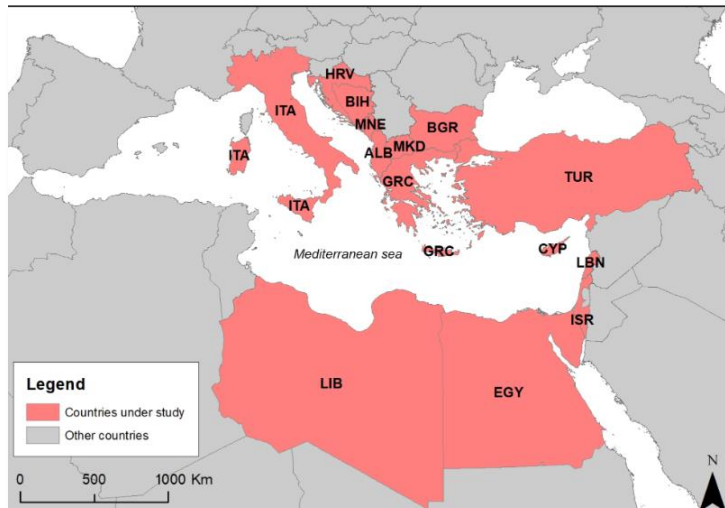 HRV
ITA
BIH
MNE
BGR
ITA
ALB
MKD
GRC
TUR
ITA
Mediterranean sea
GRC
CYP
LBN
ISR
LIB
EGY
Legend
Countries under study
Other countries
0 500 1000 Km
N